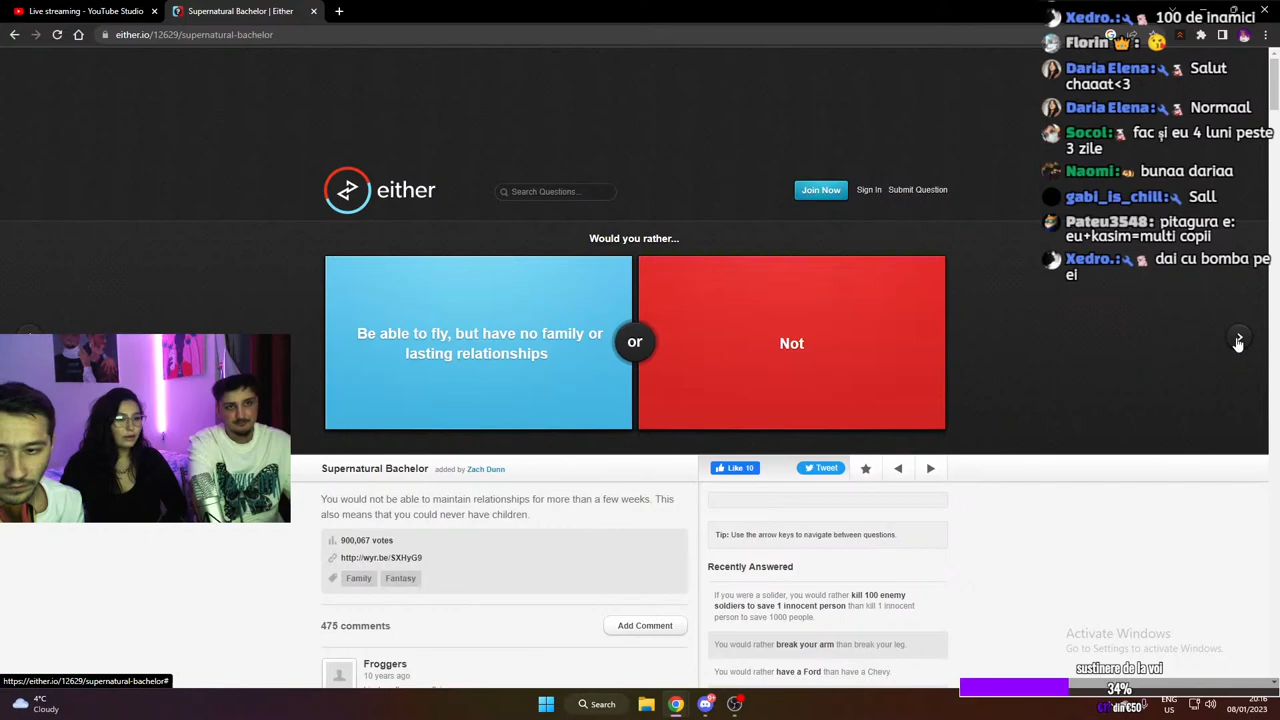 Live streaming - YouTube Studio
Supernatural Bachelor | Either
either.io/12629/supernatural-bachelor
Xedro.: 100 de inamici
Florin:
Daria Elena: Salut
chaaat<3
Daria Elena: Normaal
Socol: fac și eu 4 luni peste
3 zile
Naomi: bunaa dariaa
gabi_is_chill: Sall
Pateu3548: pitagura e:
eu+kasim=multi copii
Xedro.: dai cu bomba pe
ei
either
Search Questions...
Join Now
Sign In
Submit Question
Would you rather...
Be able to fly, but have no family or
lasting relationships
or
Not
Supernatural Bachelor added by Zach Dunn
Like 10
Tweet
You would not be able to maintain relationships for more than a few weeks. This
also means that you could never have children.
900,067 votes
http://wyr.be/SXHyG9
Family
Fantasy
475 comments
Add Comment
Froggers
10 years ago
Tip: Use the arrow keys to navigate between questions.
Recently Answered
If you were a solider, you would rather kill 100 enemy
soldiers to save 1 innocent person than kill 1 innocent
person to save 1000 people.
You would rather break your arm than break your leg.
You would rather have a Ford than have a Chevy.
Activate Windows
Go to Settings to activate Windows.
sustinere de la voi
34%
din €50
https://either.io/12629/supernatural-bachelor#
4°C
Cloudy
Search
ENG
US
20:16
08/01/2023